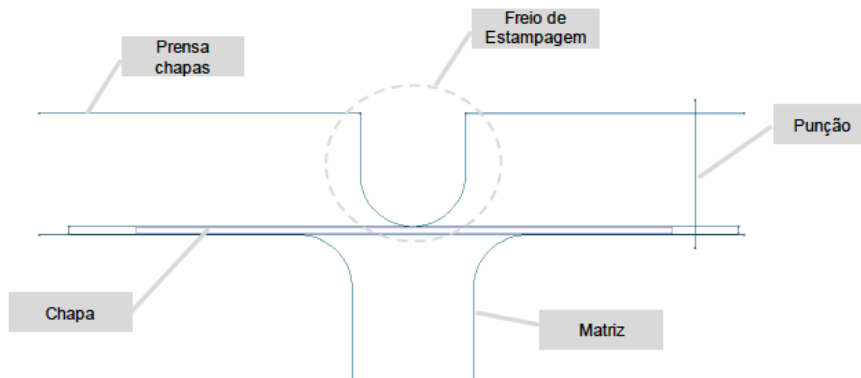 Freio de
Estampagem
Prensa
chapas
Punção
Chapa
Matriz